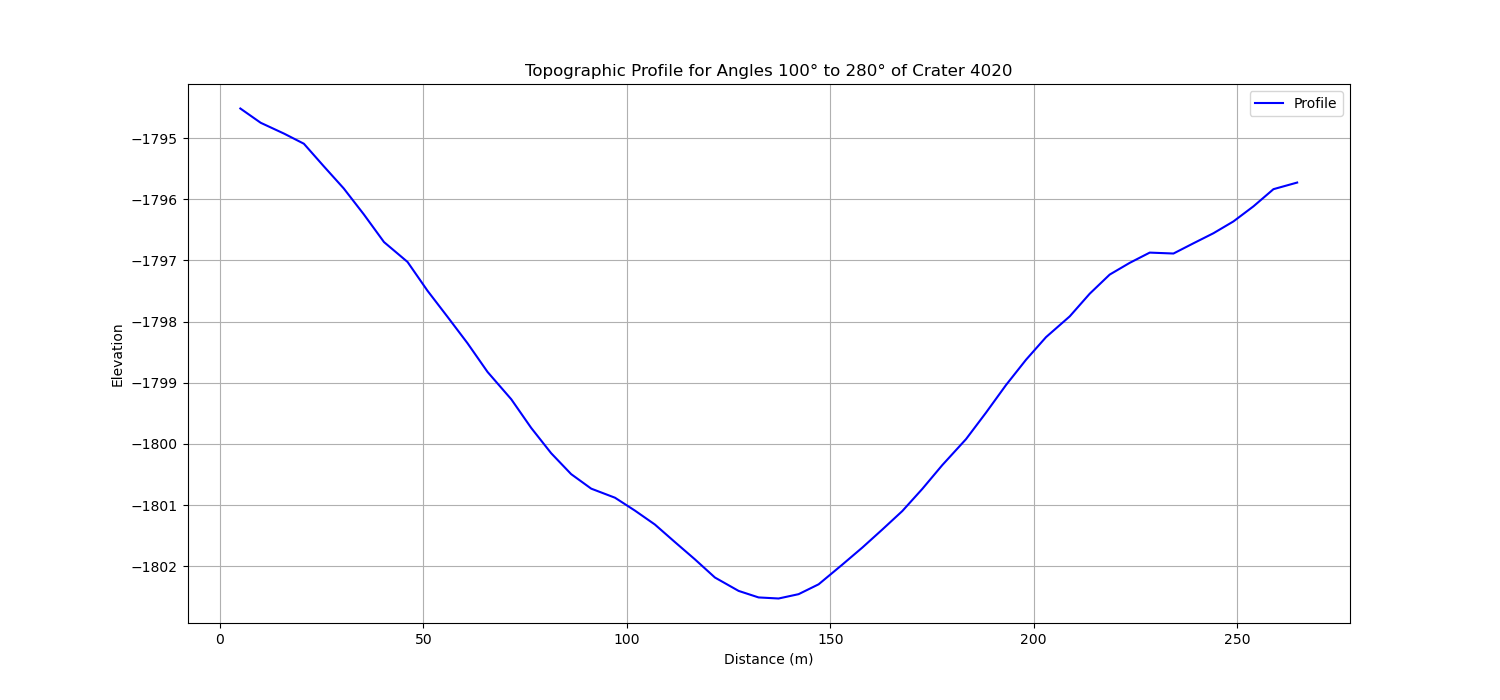 Topographic Profile for Angles 100° to 280° of Crater 4020
Profile
Elevation
−1795
−1796
−1797
−1798
−1799
−1800
−1801
−1802
0 50 100 150 200 250
Distance (m)